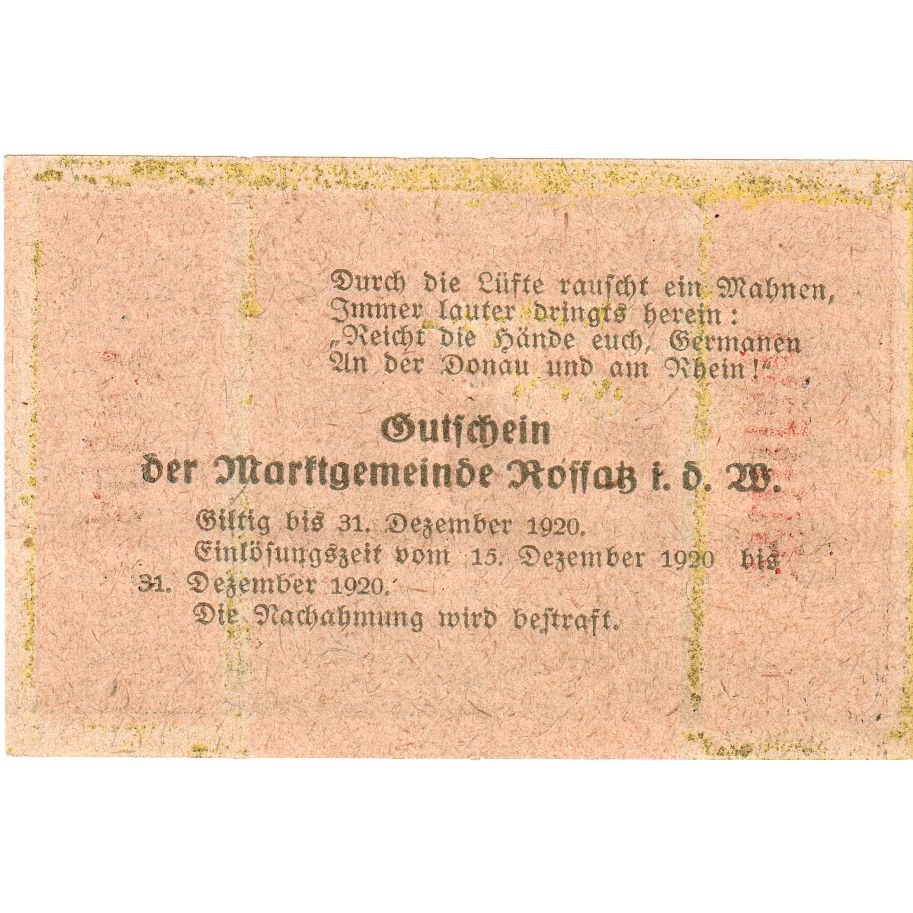 Durch die Lüfte rauscht ein Mahnen,
Immer lauter dringts herein:
„Reicht die Hände euch, Germanen
An der Donau und am Rhein!“
Gutschein
der Marktgemeinde Rossatz i. d. W.
Giltig bis 31. Dezember 1920.
Einlösungszeit vom 15. Dezember 1920 bis
31. Dezember 1920.
Die Nachahmung wird bestraft.